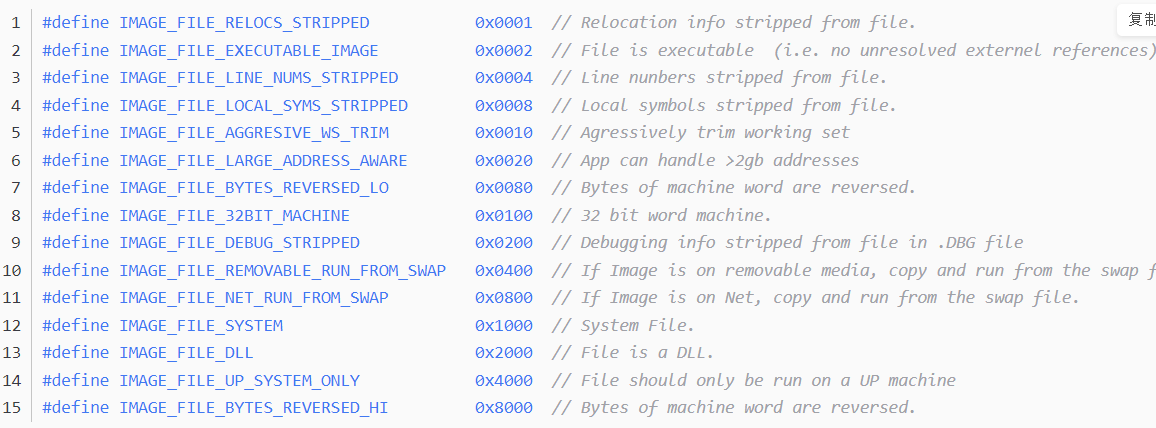 复制
1 #define IMAGE_FILE_RELOCS_STRIPPED 0x0001 // Relocation info stripped from file.
2 #define IMAGE_FILE_EXECUTABLE_IMAGE 0x0002 // File is executable (i.e. no unresolved externel references)
3 #define IMAGE_FILE_LINE_NUMS_STRIPPED 0x0004 // Line nunbers stripped from file.
4 #define IMAGE_FILE_LOCAL_SYMS_STRIPPED 0x0008 // Local symbols stripped from file.
5 #define IMAGE_FILE_AGGRESIVE_WS_TRIM 0x0010 // Agressively trim working set
6 #define IMAGE_FILE_LARGE_ADDRESS_AWARE 0x0020 // App can handle >2gb addresses
7 #define IMAGE_FILE_BYTES_REVERSED_LO 0x0080 // Bytes of machine word are reversed.
8 #define IMAGE_FILE_32BIT_MACHINE 0x0100 // 32 bit word machine.
9 #define IMAGE_FILE_DEBUG_STRIPPED 0x0200 // Debugging info stripped from file in .DBG file
10 #define IMAGE_FILE_REMOVABLE_RUN_FROM_SWAP 0x0400 // If Image is on removable media, copy and run from the swap f
11 #define IMAGE_FILE_NET_RUN_FROM_SWAP 0x0800 // If Image is on Net, copy and run from the swap file.
12 #define IMAGE_FILE_SYSTEM 0x1000 // System File.
13 #define IMAGE_FILE_DLL 0x2000 // File is a DLL.
14 #define IMAGE_FILE_UP_SYSTEM_ONLY 0x4000 // File should only be run on a UP machine
15 #define IMAGE_FILE_BYTES_REVERSED_HI 0x8000 // Bytes of machine word are reversed.